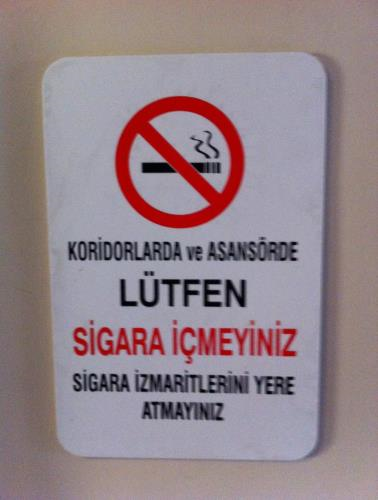 KORİDORLARDA ve ASANSÖRDE
LÜTFEN
SİGARA İÇMEYİNİZ
SİGARA İZMARİTLERİNİ YERE
ATMAYINIZ